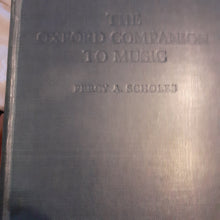 THE
OXFORD COMPANION
TO MUSIC
PERCY A. SCHOLES